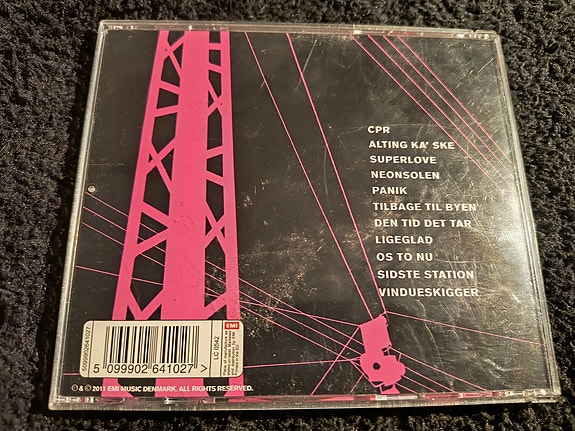 CPR
ALTING KA' SKE
SUPERLOVE
NEONSOLEN
PANIK
TILBAGE TIL BYEN
DEN TID DET TAR
LIGEGLAD
OS TO NU
SIDSTE STATION
VINDUESKIGGER
5099902641027
5 099902 641027 >
LC 0542
EMI
℗ & © 2011 EMI MUSIC DENMARK. ALL RIGHTS RESERVED.